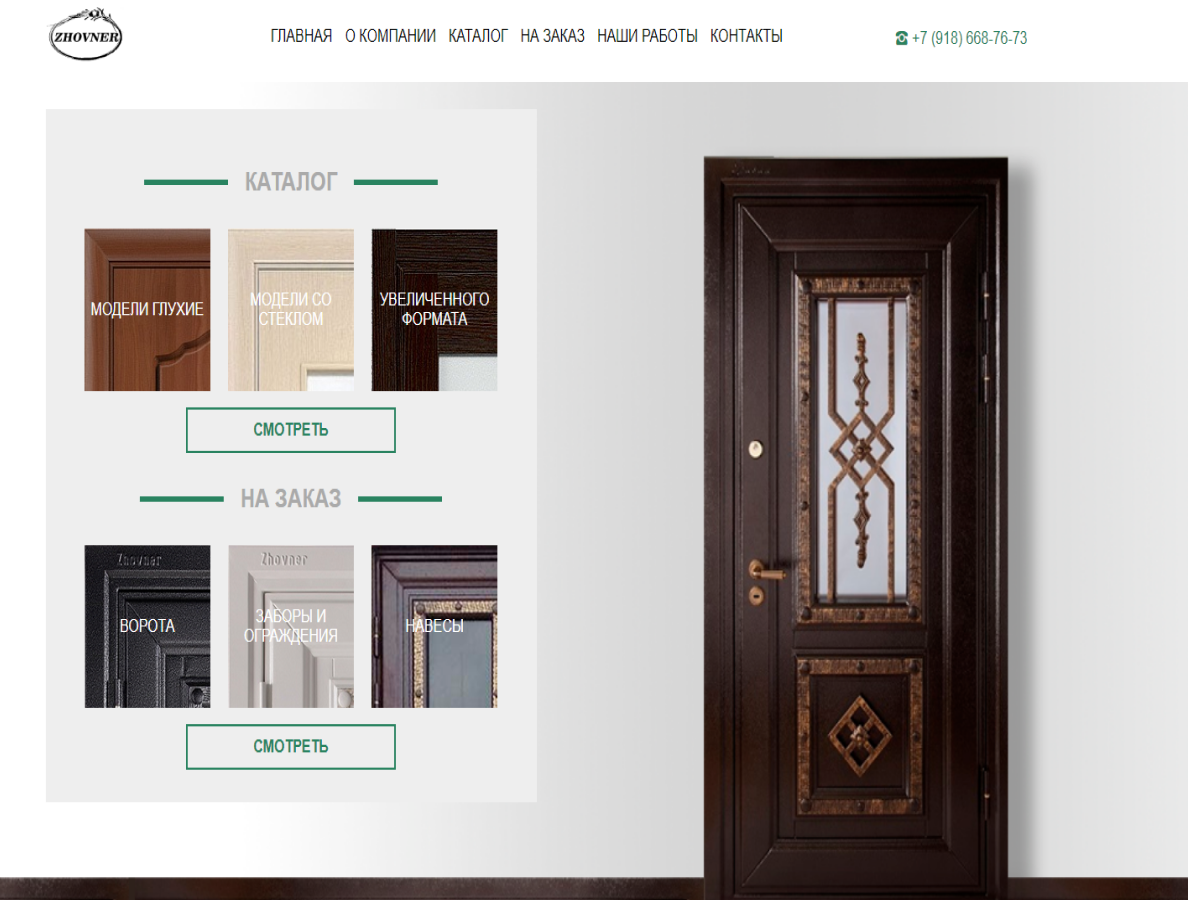 ZHOVNER
ГЛАВНАЯ О КОМПАНИИ КАТАЛОГ НА ЗАКАЗ НАШИ РАБОТЫ КОНТАКТЫ
+7 (918) 668-76-73
КАТАЛОГ
МОДЕЛИ ГЛУХИЕ
МОДЕЛИ СО
СТЕКЛОМ
УВЕЛИЧЕННОГО
ФОРМАТА
СМОТРЕТЬ
НА ЗАКАЗ
Zhovner
Zhovner
ВОРОТА
ЗАБОРЫ И
ОГРАЖДЕНИЯ
НАВЕСЫ
СМОТРЕТЬ